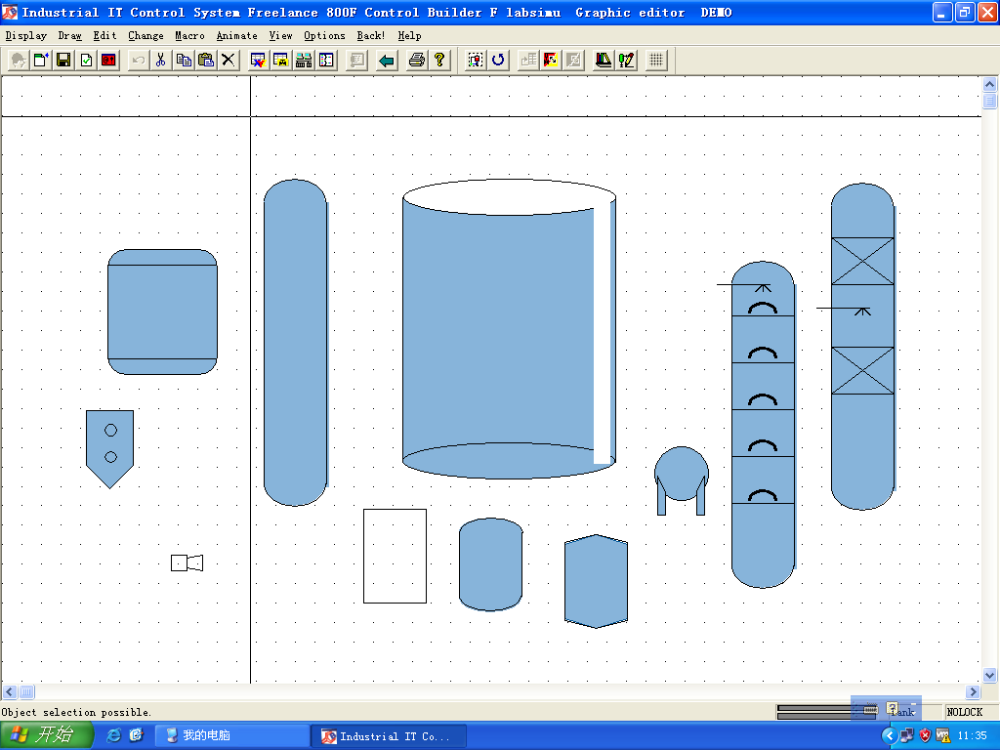 Industrial IT Control System Freelance 800F Control Builder F labsimu Graphic editor DEMO
Display Draw Edit Change Macro Animate View Options Back! Help
Object selection possible.
Tank
NOLOCK
开始
我的电脑
Industrial IT Co...
11:35